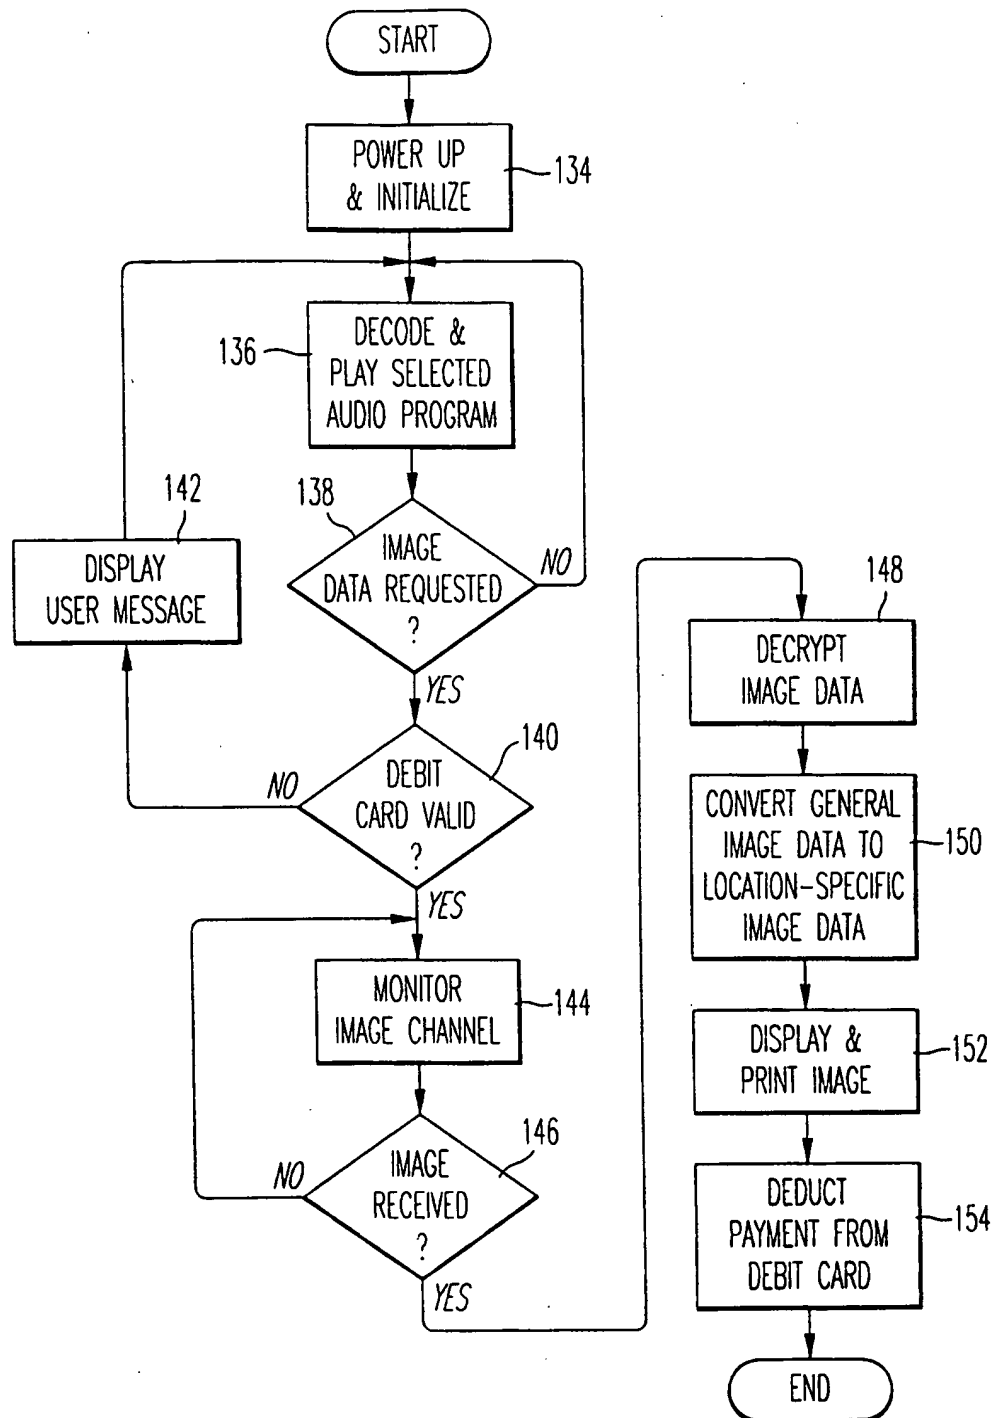 START
POWER UP
& INITIALIZE
134
DECODE &
PLAY SELECTED
AUDIO PROGRAM
136
138
IMAGE
DATA REQUESTED
?
NO
YES
142
DISPLAY
USER MESSAGE
140
DEBIT
CARD VALID
?
NO
YES
MONITOR
IMAGE CHANNEL
144
146
IMAGE
RECEIVED
?
NO
YES
148
DECRYPT
IMAGE DATA
CONVERT GENERAL
IMAGE DATA TO
LOCATION-SPECIFIC
IMAGE DATA
150
DISPLAY &
PRINT IMAGE
152
DEDUCT
PAYMENT FROM
DEBIT CARD
154
END